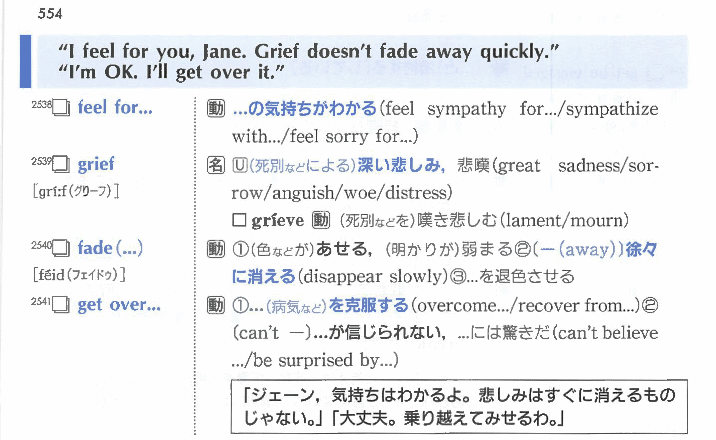 554
"I feel for you, Jane. Grief doesn't fade away quickly."
"I'm OK. I'll get over it."
2538 feel for... 動 ...の気持ちがわかる(feel sympathy for.../sympathize
with.../feel sorry for...)
2539 grief 名 Ⓤ(死別などによる)深い悲しみ, 悲嘆(great sadness/sor-
[gríːf(グリーフ)] row/anguish/woe/distress)
□ grieve 動 (死別などを)嘆き悲しむ(lament/mourn)
2540 fade(...) 動 ①(色などが)あせる, (明かりが)弱まる②(―(away))徐々
[féid(フェイドゥ)] に消える(disappear slowly)③...を退色させる
2541 get over... 動 ①...(病気など)を克服する(overcome.../recover from...)②
(can't ―)...が信じられない, ...には驚きだ(can't believe
.../be surprised by...)
「ジェーン, 気持ちはわかるよ。悲しみはすぐに消えるもの
じゃない。」「大丈夫。乗り越えてみせるわ。」